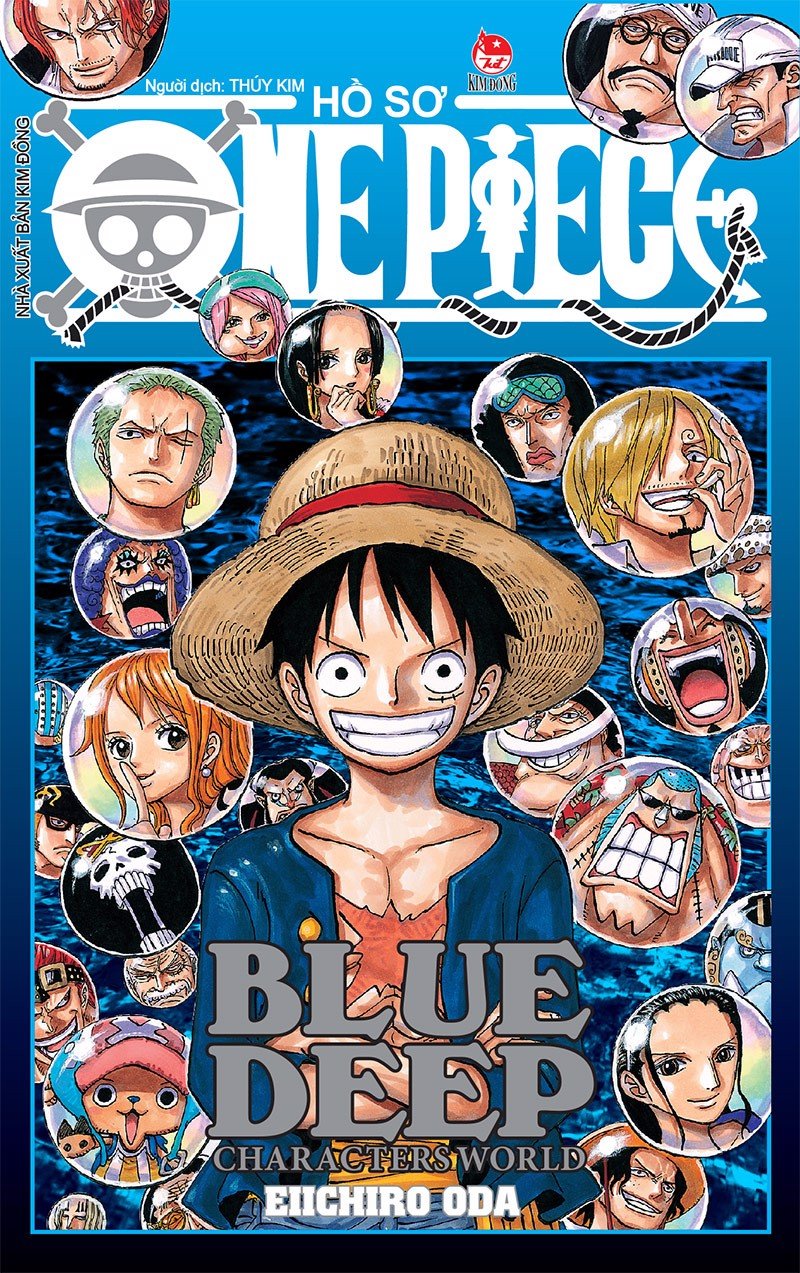 Người dịch: THÚY KIM
KIM ĐỒNG
HỒ SƠ
ONE PIECE
NHÀ XUẤT BẢN KIM ĐỒNG
BLUE
DEEP
CHARACTERS WORLD
EIICHIRO ODA